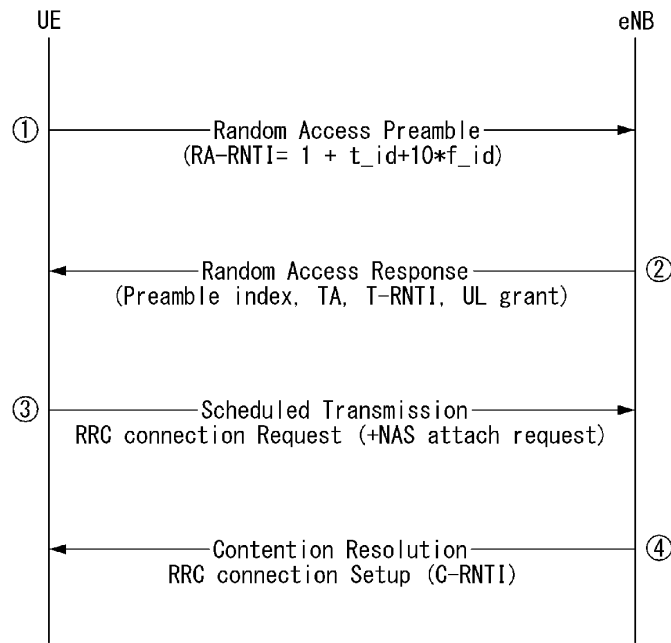 UE eNB
① Random Access Preamble
(RA-RNTI= 1 + t_id+10*f_id)
Random Access Response ②
(Preamble index, TA, T-RNTI, UL grant)
③ Scheduled Transmission
RRC connection Request (+NAS attach request)
Contention Resolution ④
RRC connection Setup (C-RNTI)